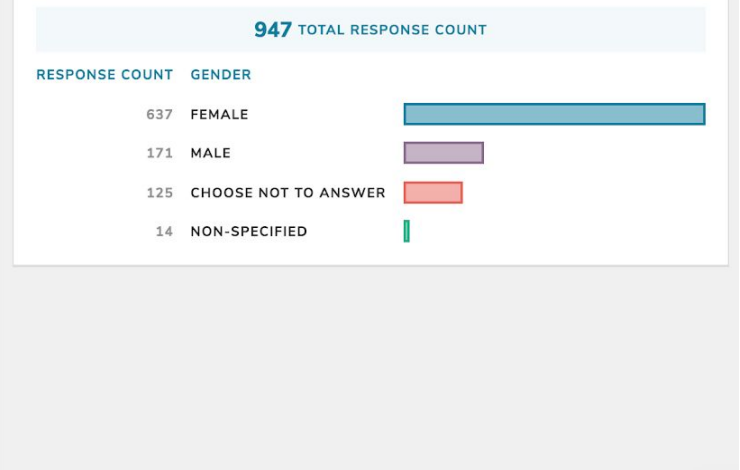 947 TOTAL RESPONSE COUNT
RESPONSE COUNT GENDER
637 FEMALE
171 MALE
125 CHOOSE NOT TO ANSWER
14 NON-SPECIFIED